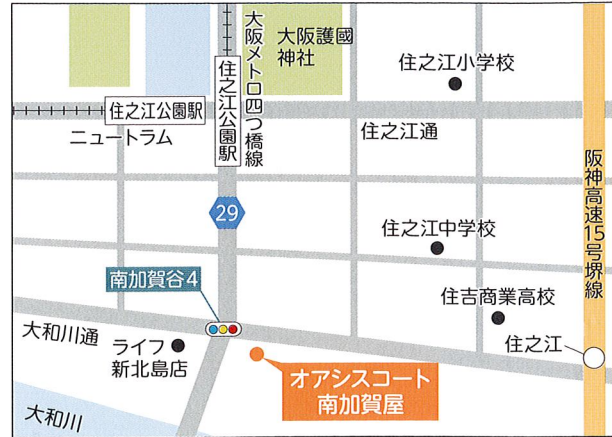 大阪メトロ四つ橋線
大阪護國
神社
住之江小学校
住之江公園駅
住之江公園駅
ニュートラム
住之江通
阪神高速15号堺線
29
住之江中学校
南加賀谷4
住吉商業高校
大和川通
ライフ
新北島店
住之江
オアシスコート
南加賀屋
大和川